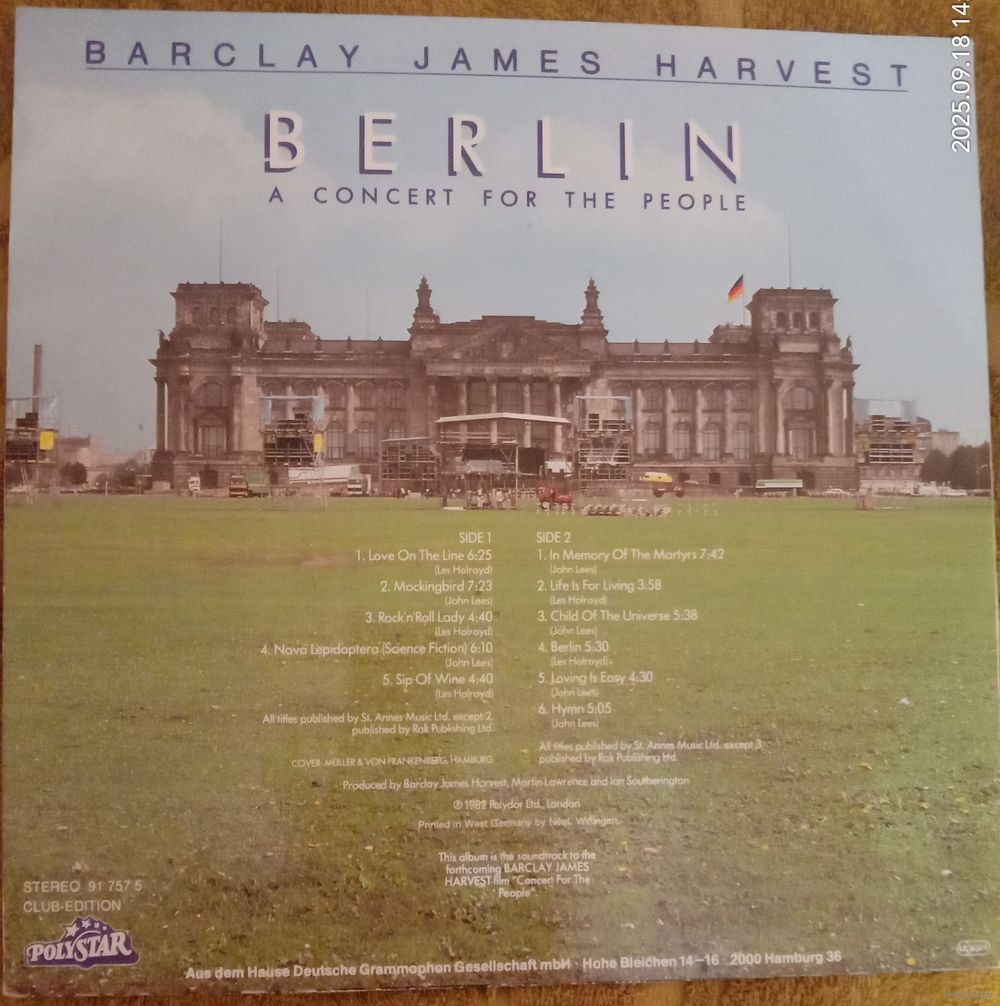 BARCLAY JAMES HARVEST
2025.09.18 14
BERLIN
A CONCERT FOR THE PEOPLE
SIDE 1
1. Love On The Line 6:25
(Les Holroyd)
2. Mockingbird 7:23
(John Lees)
3. Rock'n'Roll Lady 4:40
(Les Holroyd)
4. Nova Lepidoptera (Science Fiction) 6:10
(John Lees)
5. Sip Of Wine 4:40
(Les Holroyd)
All titles published by St. Annes Music Ltd. except 2,
published by Rak Publishing Ltd.
COVER: MÜLLER & VON FRANKENBERG, HAMBURG
SIDE 2
1. In Memory Of The Martyrs 7:42
(John Lees)
2. Life Is For Living 3:58
(Les Holroyd)
3. Child Of The Universe 5:38
(John Lees)
4. Berlin 5:30
(Les Holroyd)
5. Loving Is Easy 4:30
(John Lees)
6. Hymn 5:05
(John Lees)
All titles published by St. Annes Music Ltd. except 3,
published by Rak Publishing Ltd.
Produced by Barclay James Harvest, Martin Lawrence and Ian Southerington
℗ 1982 Polydor Ltd., London
Printed in West Germany by Neef, Wittingen.
This album is the soundtrack to the
forthcoming BARCLAY JAMES
HARVEST-film "Concert For The
People"
STEREO 91 757 5
CLUB-EDITION
POLYSTAR
Aus dem Hause Deutsche Grammophon Gesellschaft mbH · Hohe Bleichen 14–16 · 2000 Hamburg 36